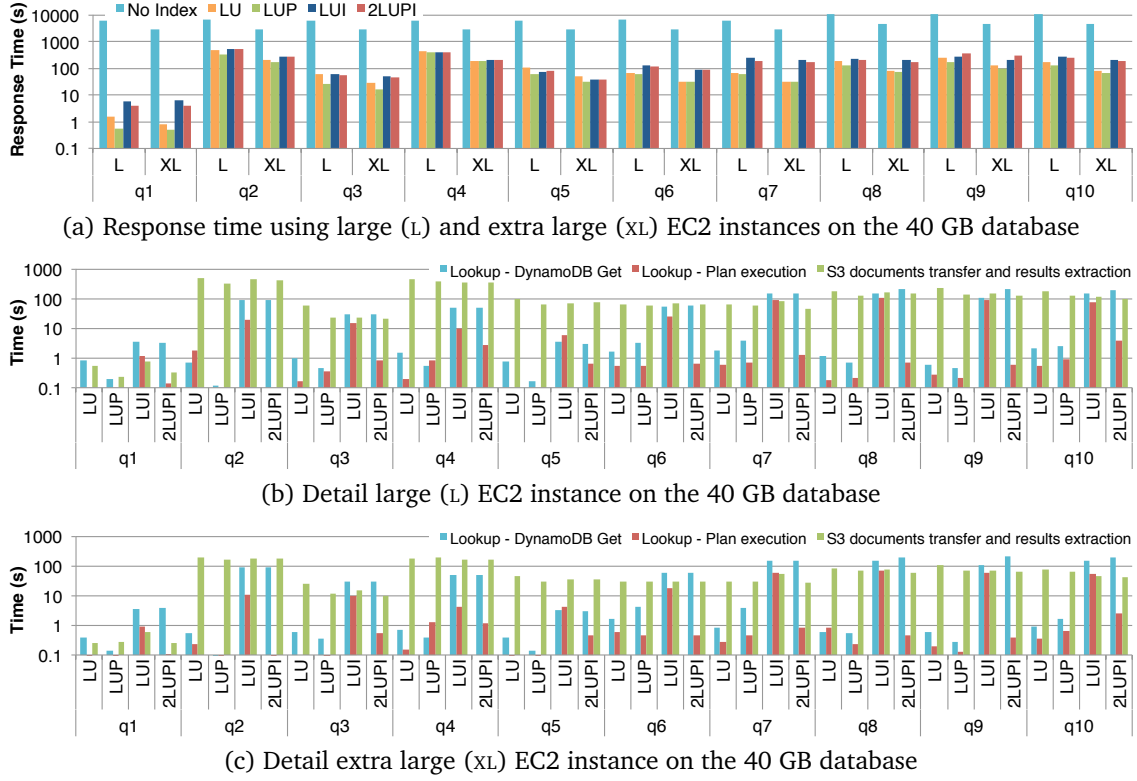 No Index LU LUP LUI 2LUPI
Response Time (s)
10000
1000
100
10
1
0.1
L XL L XL L XL L XL L XL L XL L XL L XL L XL L XL
q1 q2 q3 q4 q5 q6 q7 q8 q9 q10
(a) Response time using large (L) and extra large (XL) EC2 instances on the 40 GB database
Lookup - DynamoDB Get Lookup - Plan execution S3 documents transfer and results extraction
Time (s)
1000
100
10
1
0.1
LU LUP LUI 2LUPI LU LUP LUI 2LUPI LU LUP LUI 2LUPI LU LUP LUI 2LUPI LU LUP LUI 2LUPI LU LUP LUI 2LUPI LU LUP LUI 2LUPI LU LUP LUI 2LUPI LU LUP LUI 2LUPI LU LUP LUI 2LUPI
q1 q2 q3 q4 q5 q6 q7 q8 q9 q10
(b) Detail large (L) EC2 instance on the 40 GB database
Lookup - DynamoDB Get Lookup - Plan execution S3 documents transfer and results extraction
Time (s)
1000
100
10
1
0.1
LU LUP LUI 2LUPI LU LUP LUI 2LUPI LU LUP LUI 2LUPI LU LUP LUI 2LUPI LU LUP LUI 2LUPI LU LUP LUI 2LUPI LU LUP LUI 2LUPI LU LUP LUI 2LUPI LU LUP LUI 2LUPI LU LUP LUI 2LUPI
q1 q2 q3 q4 q5 q6 q7 q8 q9 q10
(c) Detail extra large (XL) EC2 instance on the 40 GB database